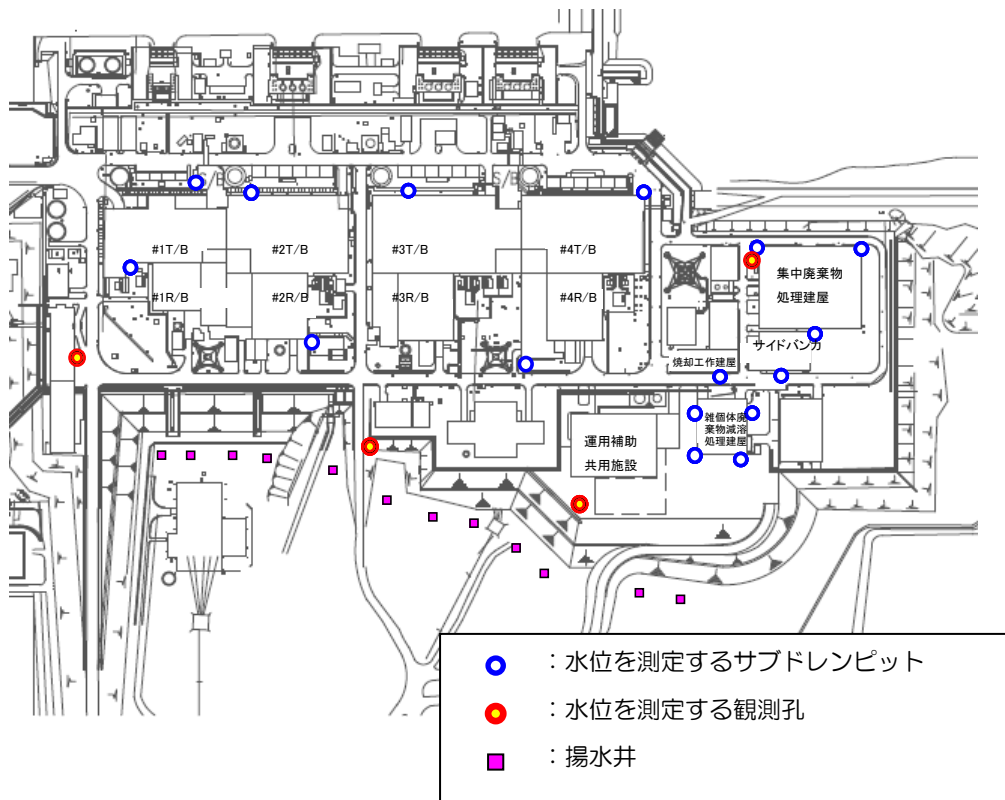 S/B
S/B
#1T/B
#2T/B
#3T/B
#4T/B
集中廃棄物
処理建屋
#1R/B
#2R/B
#3R/B
#4R/B
サイドバンカ
焼却工作建屋
雑個体廃
棄物減溶
処理建屋
運用補助
共用施設
：水位を測定するサブドレンピット
：水位を測定する観測孔
：揚水井